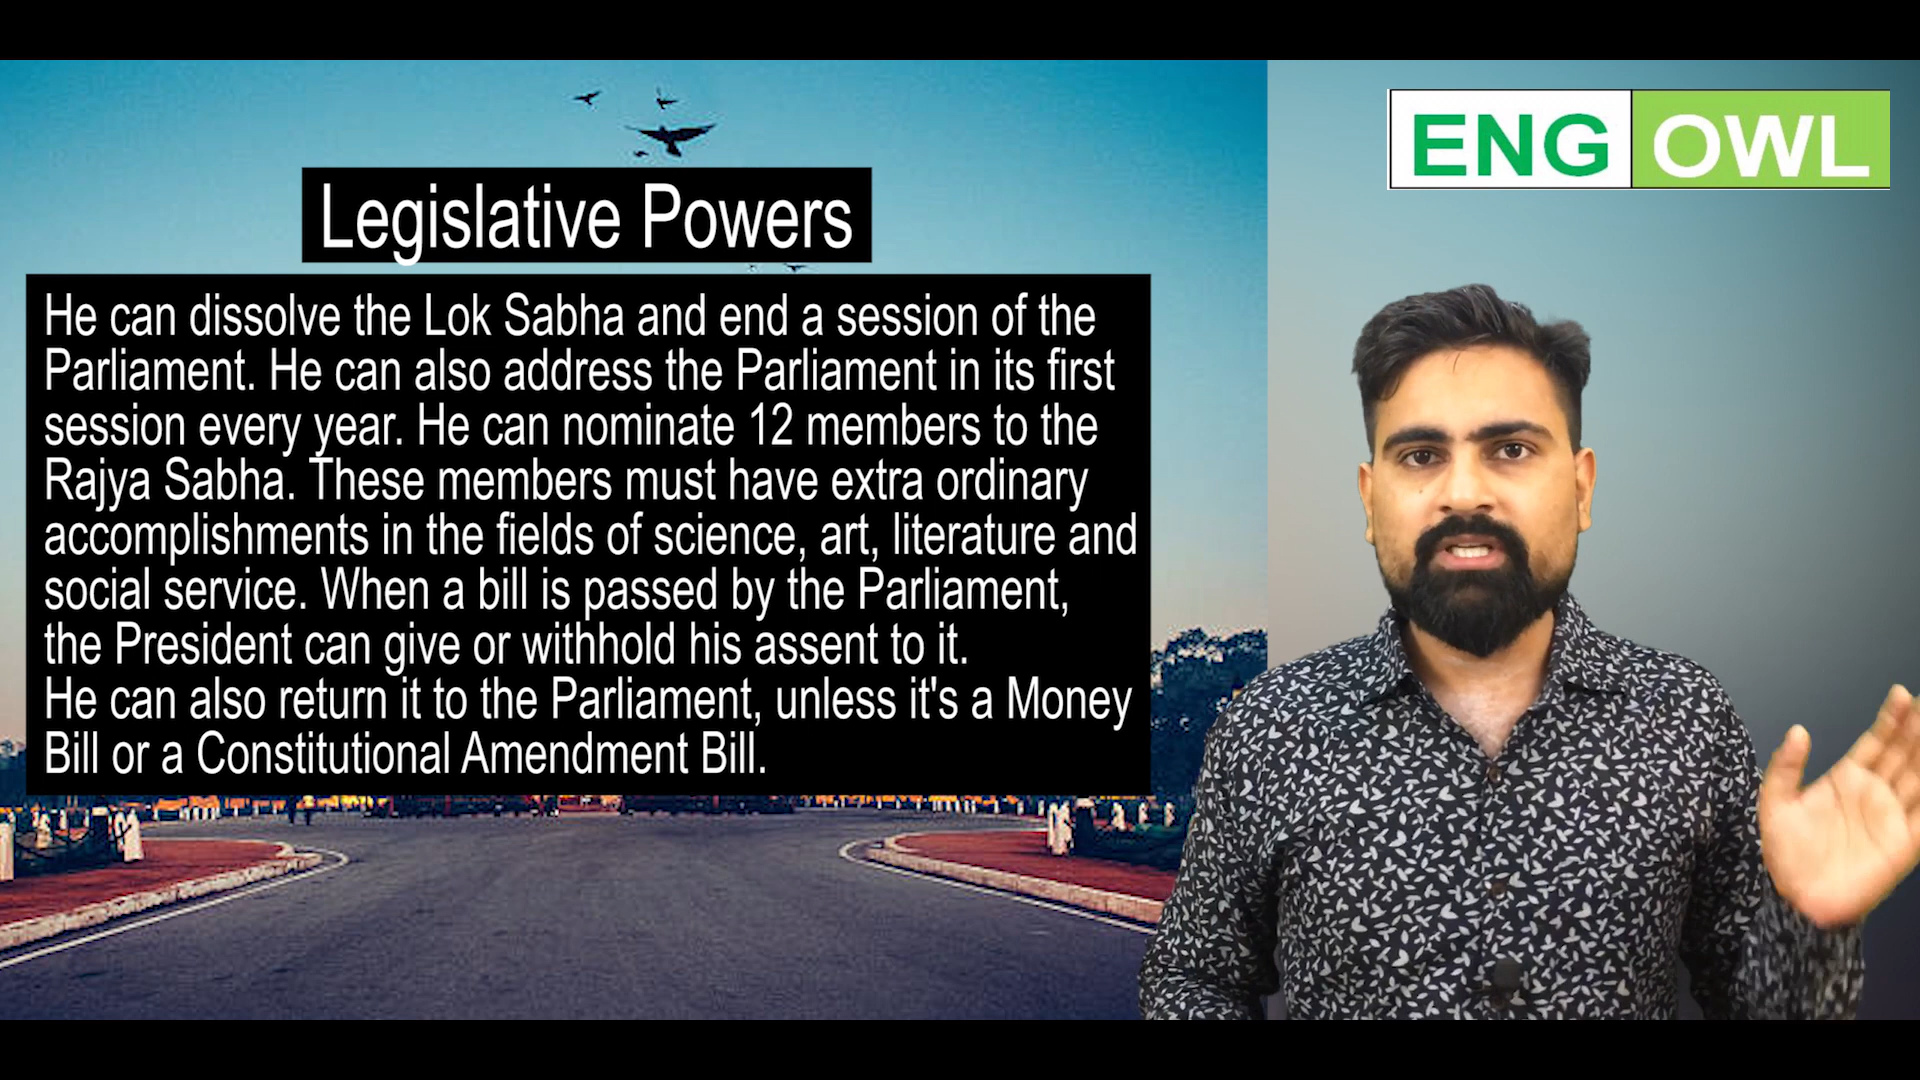 ENG OWL
Legislative Powers
He can dissolve the Lok Sabha and end a session of the
Parliament. He can also address the Parliament in its first
session every year. He can nominate 12 members to the
Rajya Sabha. These members must have extra ordinary
accomplishments in the fields of science, art, literature and
social service. When a bill is passed by the Parliament,
the President can give or withhold his assent to it.
He can also return it to the Parliament, unless it's a Money
Bill or a Constitutional Amendment Bill.